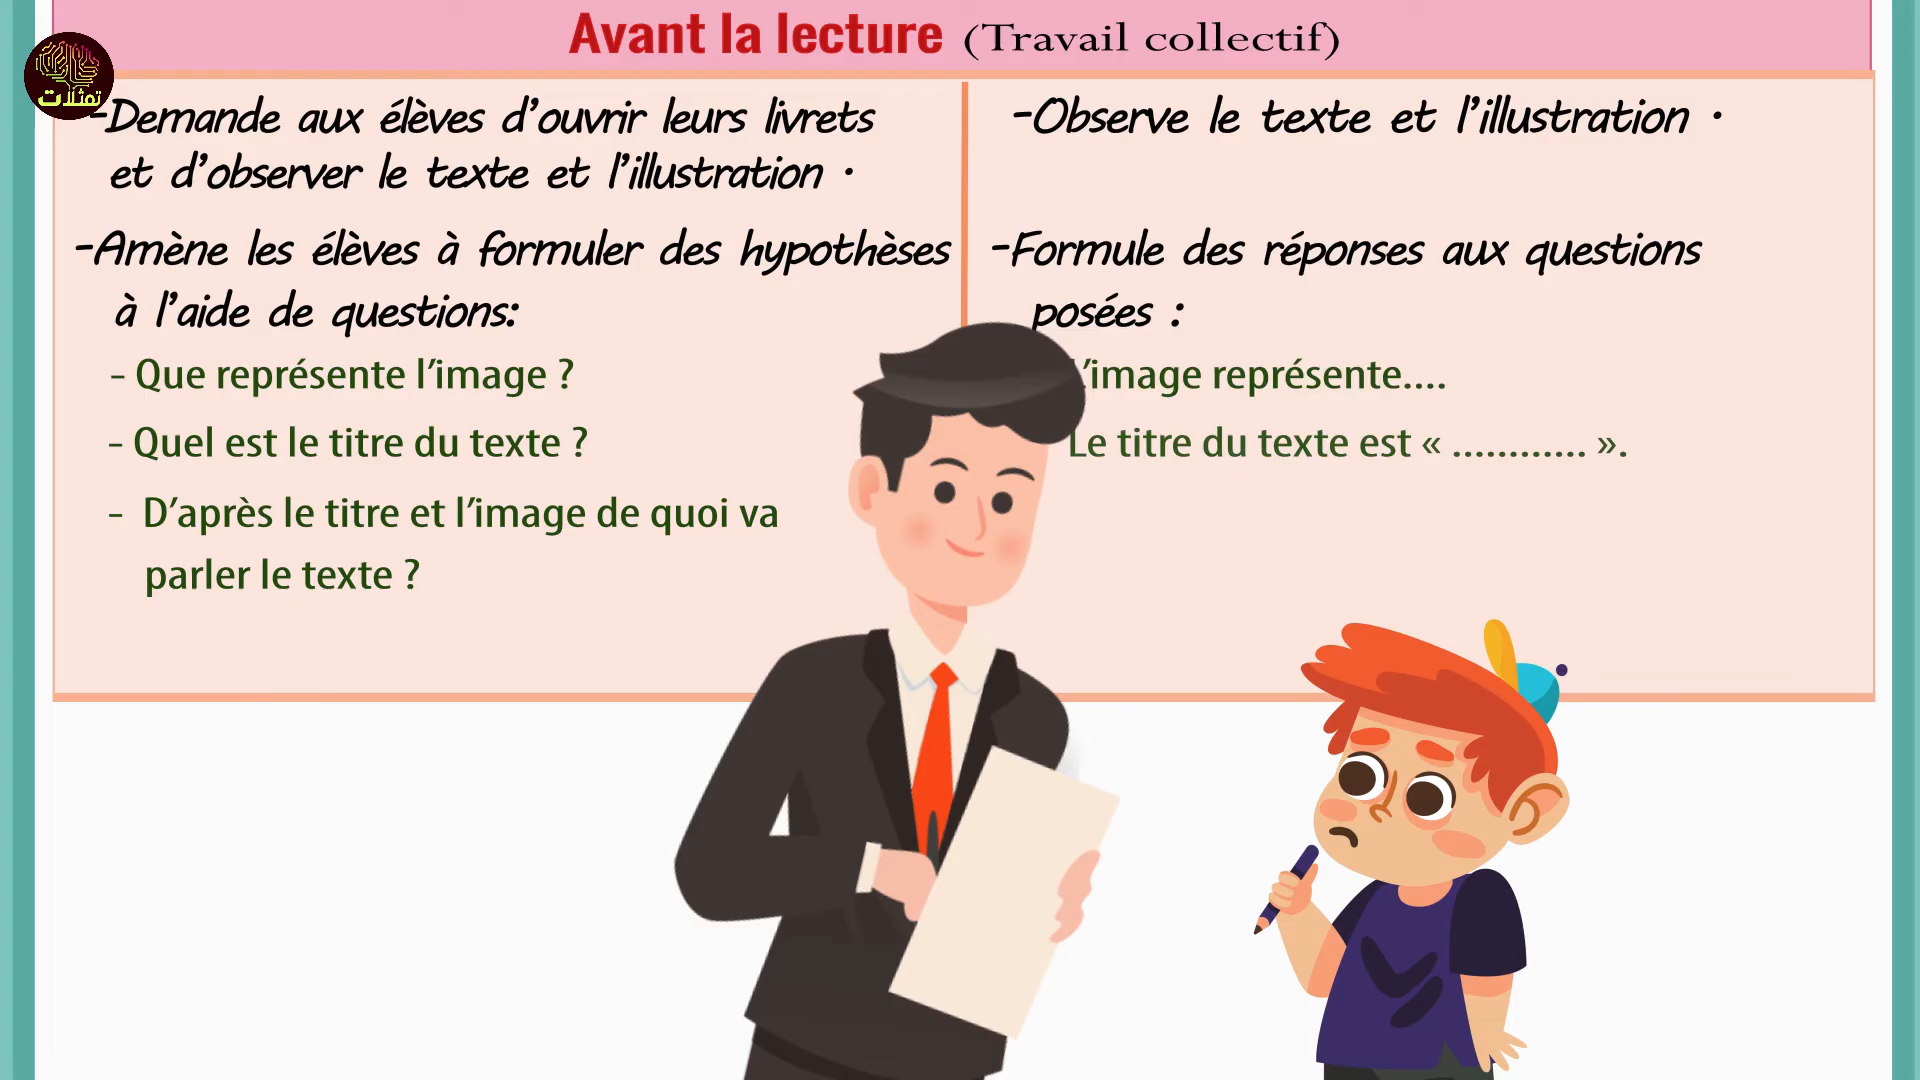 Avant la lecture (Travail collectif)
تمثلات
-Demande aux élèves d'ouvrir leurs livrets
et d'observer le texte et l'illustration ·
-Amène les élèves à formuler des hypothèses
à l'aide de questions:
- Que représente l'image ?
- Quel est le titre du texte ?
- D'après le titre et l'image de quoi va
parler le texte ?
-Observe le texte et l'illustration ·
-Formule des réponses aux questions
posées :
L'image représente....
Le titre du texte est « ............ ».